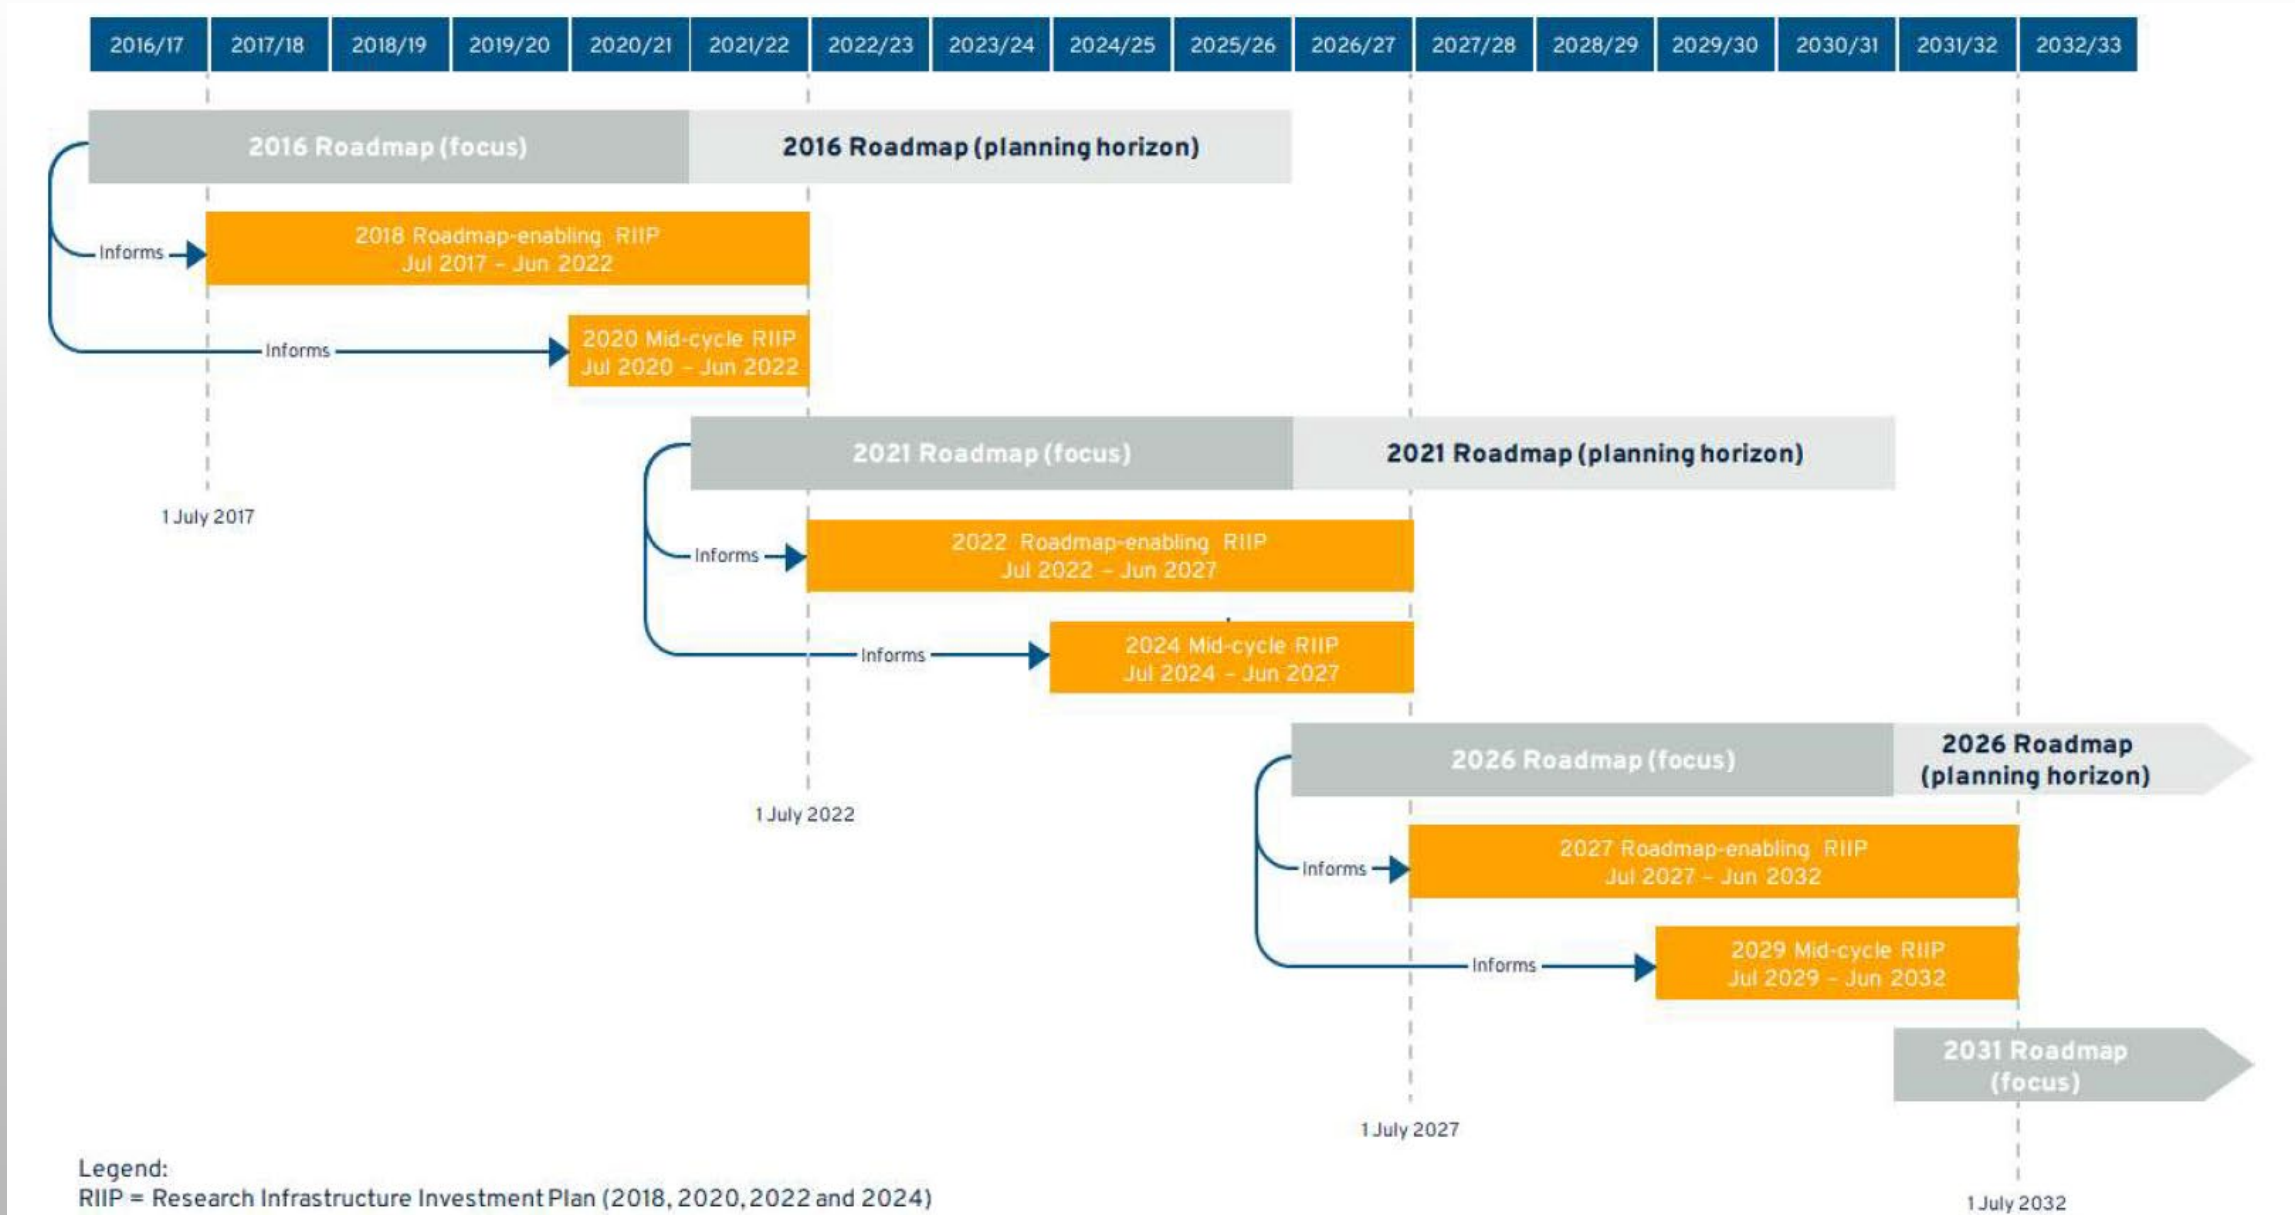 2016/17 2017/18 2018/19 2019/20 2020/21 2021/22 2022/23 2023/24 2024/25 2025/26 2026/27 2027/28 2028/29 2029/30 2030/31 2031/32 2032/33
2016 Roadmap (focus)
2016 Roadmap (planning horizon)
Informs
2018 Roadmap-enabling RIIP
Jul 2017 – Jun 2022
Informs
2020 Mid-cycle RIIP
Jul 2020 – Jun 2022
2021 Roadmap (focus)
2021 Roadmap (planning horizon)
1 July 2017
Informs
2022 Roadmap-enabling RIIP
Jul 2022 – Jun 2027
Informs
2024 Mid-cycle RIIP
Jul 2024 – Jun 2027
2026 Roadmap (focus)
2026 Roadmap
(planning horizon)
1 July 2022
Informs
2027 Roadmap-enabling RIIP
Jul 2027 – Jun 2032
Informs
2029 Mid-cycle RIIP
Jul 2029 – Jun 2032
2031 Roadmap
(focus)
1 July 2027
Legend:
RIIP = Research Infrastructure Investment Plan (2018, 2020, 2022 and 2024)
1 July 2032